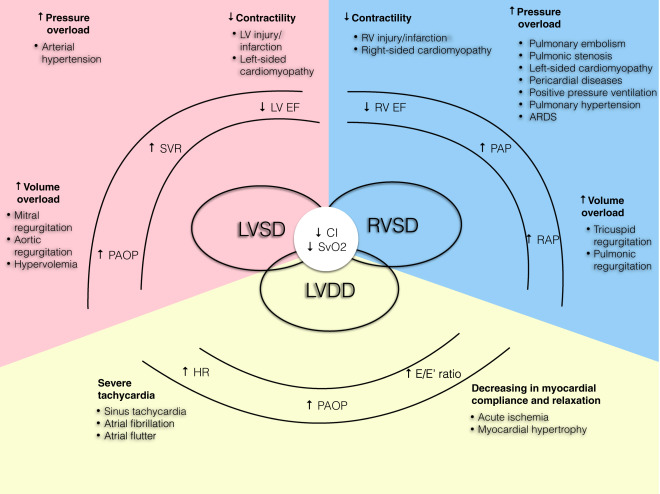 ↑ Pressure
overload
• Arterial
hypertension
↓ Contractility
• LV injury/
infarction
• Left-sided
cardiomyopathy
↓ LV EF
↑ SVR
↑ PAOP
↑ Volume
overload
• Mitral
regurgitation
• Aortic
regurgitation
• Hypervolemia
↓ Contractility
• RV injury/infarction
• Right-sided cardiomyopathy
↑ Pressure
overload
• Pulmonary embolism
• Pulmonic stenosis
• Left-sided cardiomyopathy
• Pericardial diseases
• Positive pressure ventilation
• Pulmonary hypertension
• ARDS
↓ RV EF
↑ PAP
↑ RAP
↑ Volume
overload
• Tricuspid
regurgitation
• Pulmonic
regurgitation
LVSD
RVSD
↓ CI
↓ SvO2
LVDD
↑ HR
↑ PAOP
↑ E/E' ratio
Severe
tachycardia
• Sinus tachycardia
• Atrial fibrillation
• Atrial flutter
Decreasing in myocardial
compliance and relaxation
• Acute ischemia
• Myocardial hypertrophy